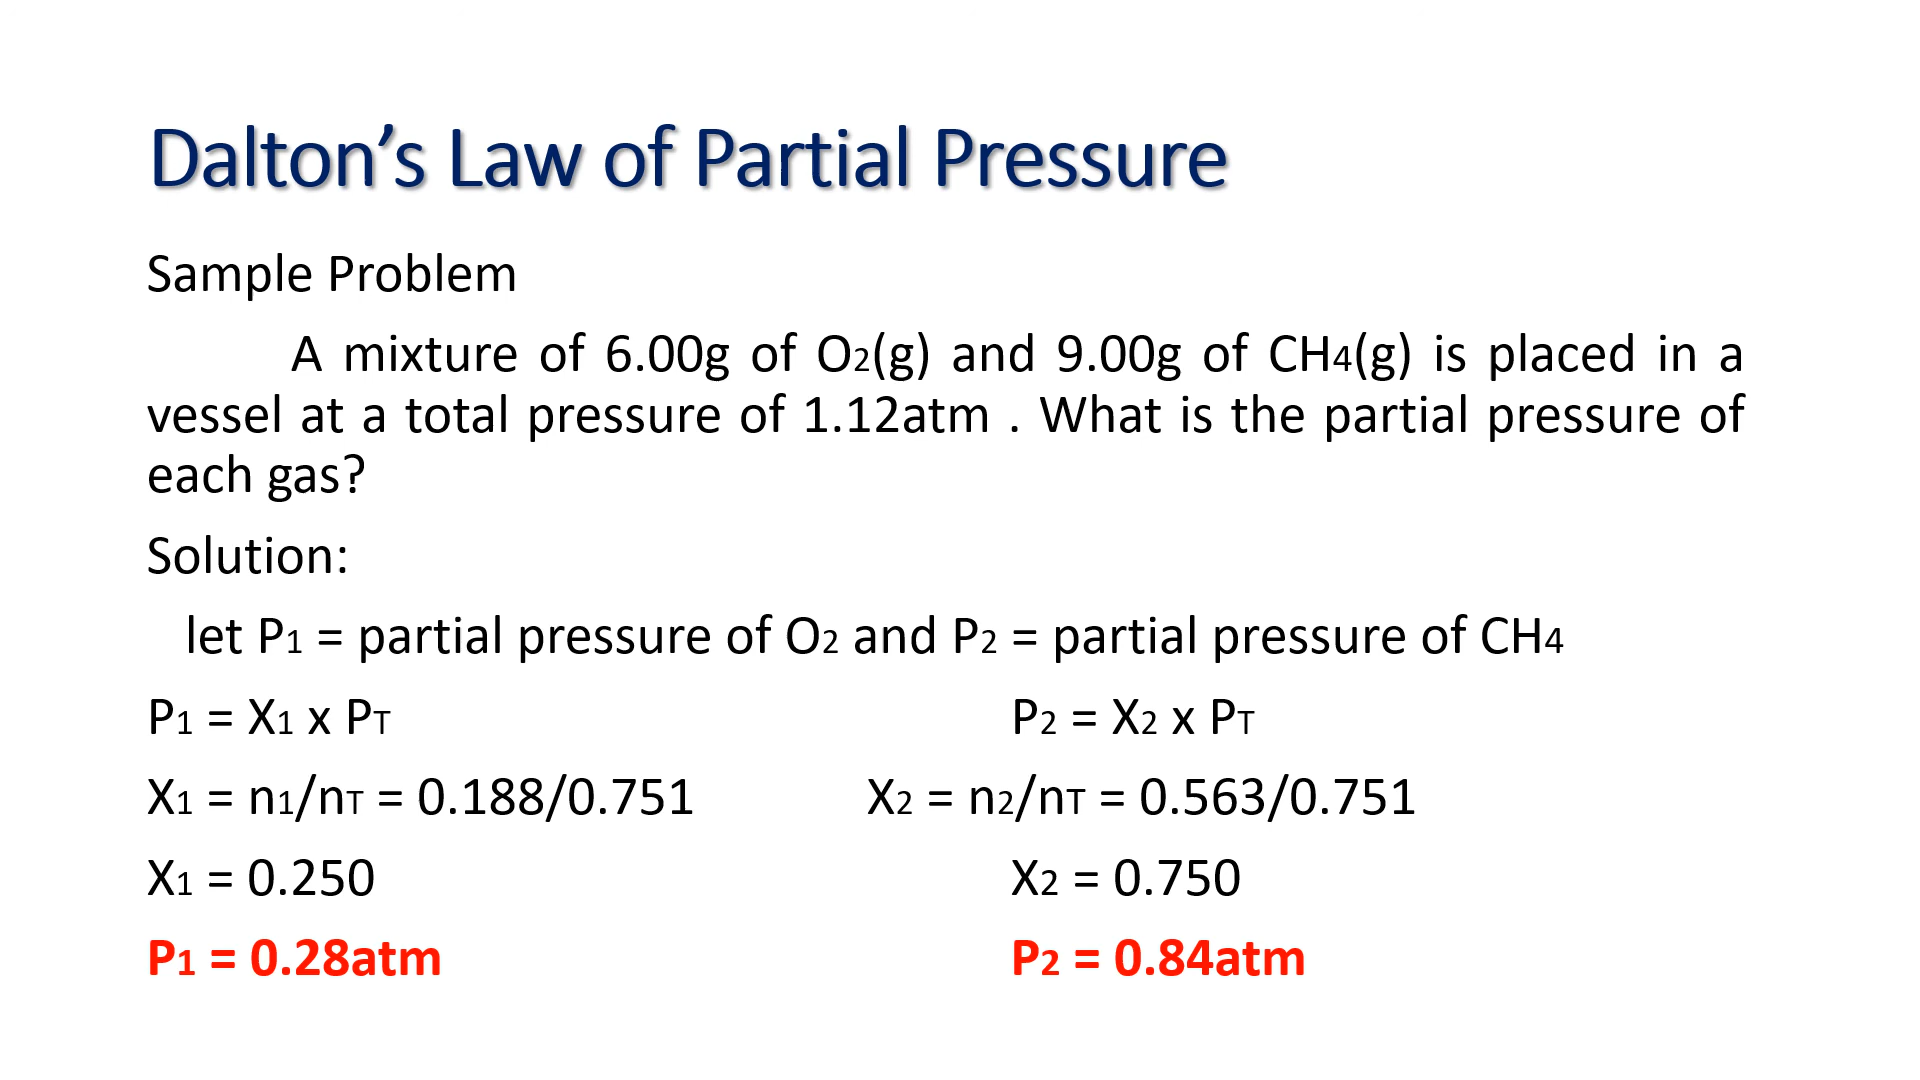 Dalton’s Law of Partial Pressure
Sample Problem
A mixture of 6.00g of O2(g) and 9.00g of CH4(g) is placed in a
vessel at a total pressure of 1.12atm . What is the partial pressure of
each gas?
Solution:
let P1 = partial pressure of O2 and P2 = partial pressure of CH4
P1 = X1 x PT P2 = X2 x PT
X1 = n1/nT = 0.188/0.751 X2 = n2/nT = 0.563/0.751
X1 = 0.250 X2 = 0.750
P1 = 0.28atm P2 = 0.84atm